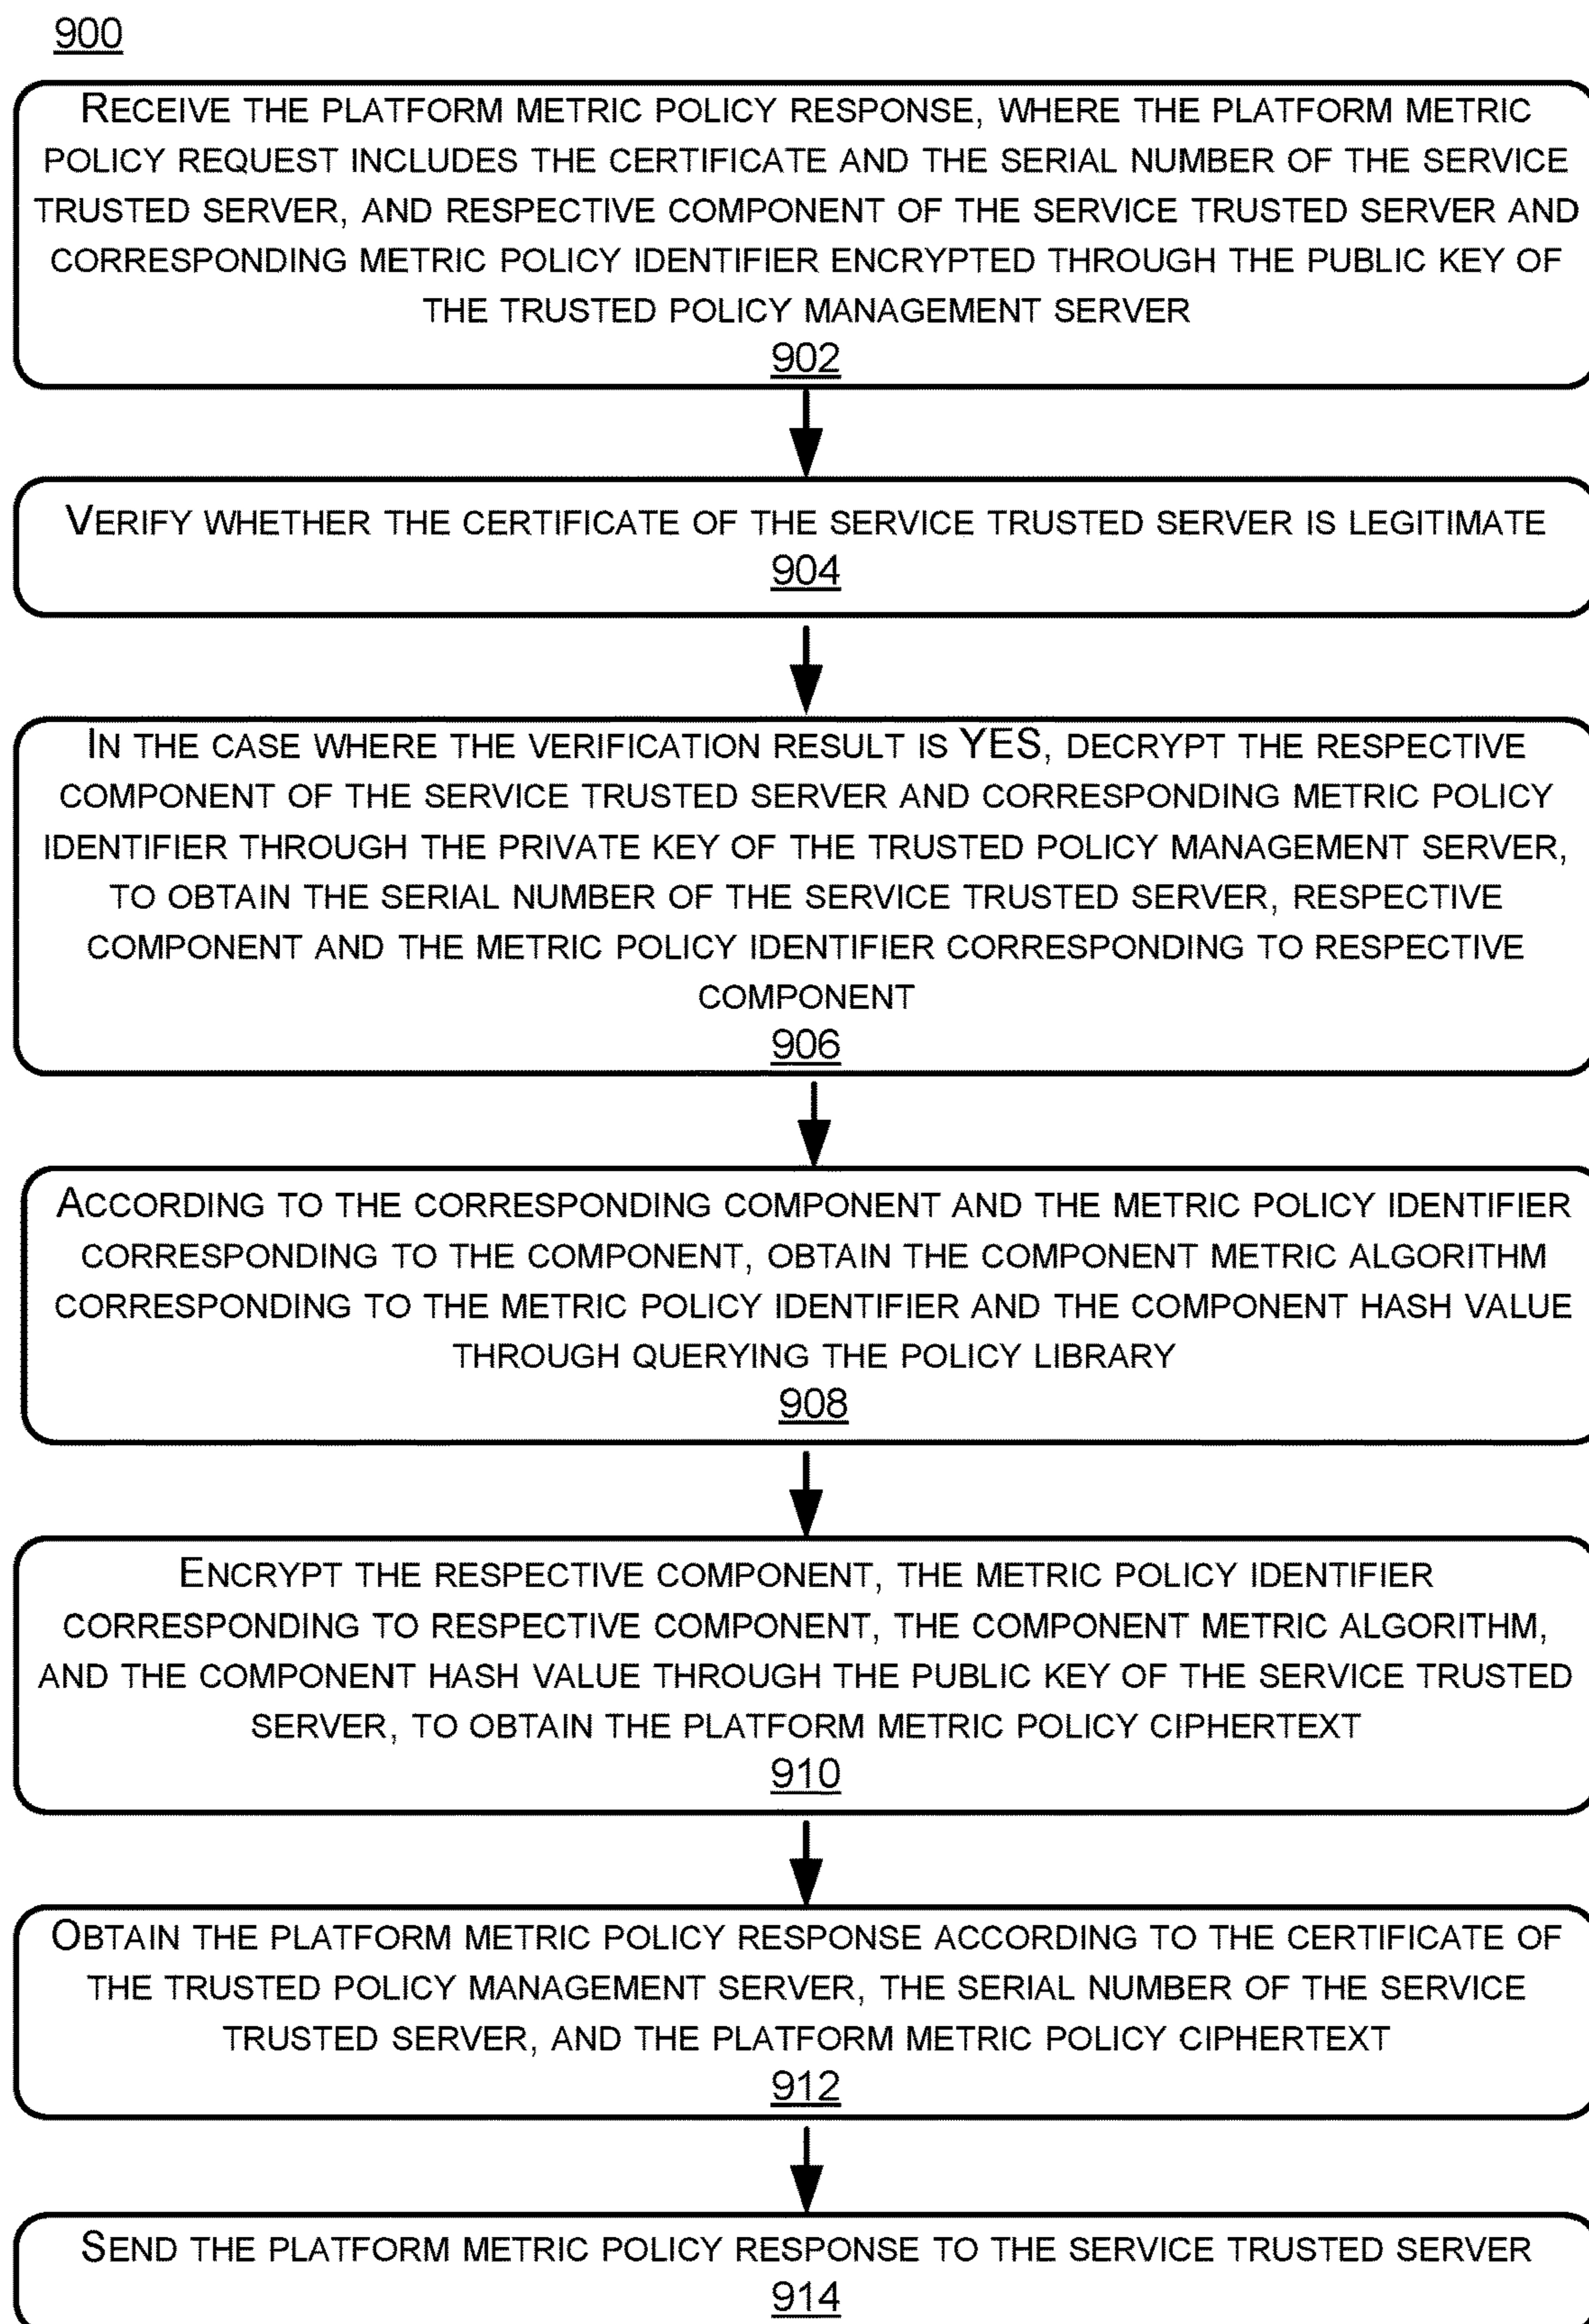 900
RECEIVE THE PLATFORM METRIC POLICY RESPONSE, WHERE THE PLATFORM METRIC
POLICY REQUEST INCLUDES THE CERTIFICATE AND THE SERIAL NUMBER OF THE SERVICE
TRUSTED SERVER, AND RESPECTIVE COMPONENT OF THE SERVICE TRUSTED SERVER AND
CORRESPONDING METRIC POLICY IDENTIFIER ENCRYPTED THROUGH THE PUBLIC KEY OF
THE TRUSTED POLICY MANAGEMENT SERVER
902
VERIFY WHETHER THE CERTIFICATE OF THE SERVICE TRUSTED SERVER IS LEGITIMATE
904
IN THE CASE WHERE THE VERIFICATION RESULT IS YES, DECRYPT THE RESPECTIVE
COMPONENT OF THE SERVICE TRUSTED SERVER AND CORRESPONDING METRIC POLICY
IDENTIFIER THROUGH THE PRIVATE KEY OF THE TRUSTED POLICY MANAGEMENT SERVER,
TO OBTAIN THE SERIAL NUMBER OF THE SERVICE TRUSTED SERVER, RESPECTIVE
COMPONENT AND THE METRIC POLICY IDENTIFIER CORRESPONDING TO RESPECTIVE
COMPONENT
906
ACCORDING TO THE CORRESPONDING COMPONENT AND THE METRIC POLICY IDENTIFIER
CORRESPONDING TO THE COMPONENT, OBTAIN THE COMPONENT METRIC ALGORITHM
CORRESPONDING TO THE METRIC POLICY IDENTIFIER AND THE COMPONENT HASH VALUE
THROUGH QUERYING THE POLICY LIBRARY
908
ENCRYPT THE RESPECTIVE COMPONENT, THE METRIC POLICY IDENTIFIER
CORRESPONDING TO RESPECTIVE COMPONENT, THE COMPONENT METRIC ALGORITHM,
AND THE COMPONENT HASH VALUE THROUGH THE PUBLIC KEY OF THE SERVICE TRUSTED
SERVER, TO OBTAIN THE PLATFORM METRIC POLICY CIPHERTEXT
910
OBTAIN THE PLATFORM METRIC POLICY RESPONSE ACCORDING TO THE CERTIFICATE OF
THE TRUSTED POLICY MANAGEMENT SERVER, THE SERIAL NUMBER OF THE SERVICE
TRUSTED SERVER, AND THE PLATFORM METRIC POLICY CIPHERTEXT
912
SEND THE PLATFORM METRIC POLICY RESPONSE TO THE SERVICE TRUSTED SERVER
914